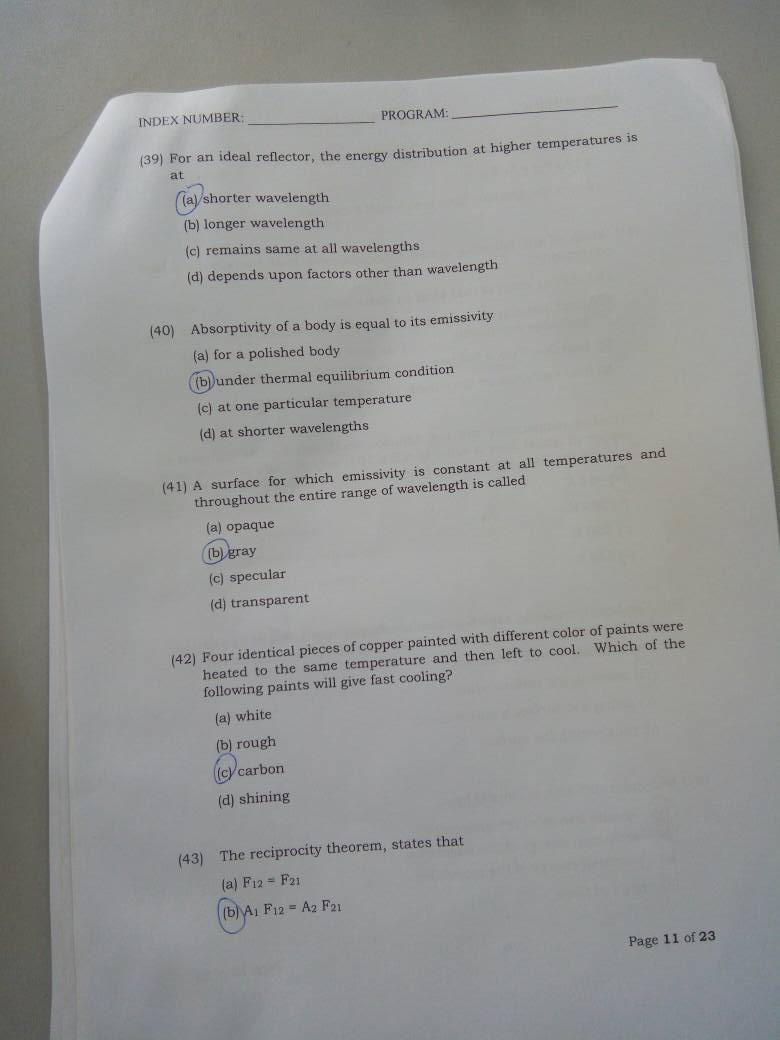 INDEX NUMBER: ____________ PROGRAM: ____________
(39) For an ideal reflector, the energy distribution at higher temperatures is
at
(a) shorter wavelength
(b) longer wavelength
(c) remains same at all wavelengths
(d) depends upon factors other than wavelength
(40) Absorptivity of a body is equal to its emissivity
(a) for a polished body
(b) under thermal equilibrium condition
(c) at one particular temperature
(d) at shorter wavelengths
(41) A surface for which emissivity is constant at all temperatures and
throughout the entire range of wavelength is called
(a) opaque
(b) gray
(c) specular
(d) transparent
(42) Four identical pieces of copper painted with different color of paints were
heated to the same temperature and then left to cool. Which of the
following paints will give fast cooling?
(a) white
(b) rough
(c) carbon
(d) shining
(43) The reciprocity theorem, states that
(a) F₁₂ = F₂₁
(b) A₁ F₁₂ = A₂ F₂₁
Page 11 of 23